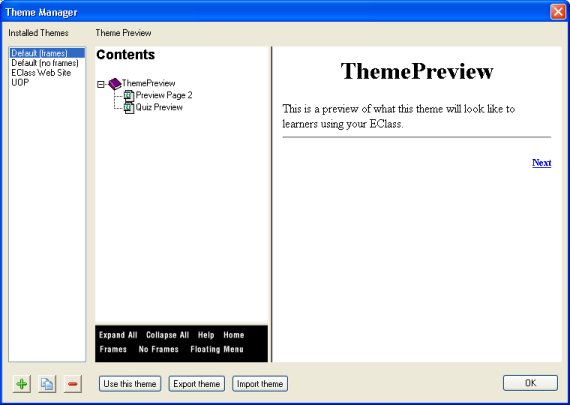 Theme Manager
Installed Themes
Theme Preview
Default (frames)
Default (no frames)
EClass Web Site
UOP
Contents
ThemePreview
Preview Page 2
Quiz Preview
Expand All Collapse All Help Home
Frames No Frames Floating Menu
ThemePreview
This is a preview of what this theme will look like to
learners using your EClass.
Next
Use this theme
Export theme
Import theme
OK